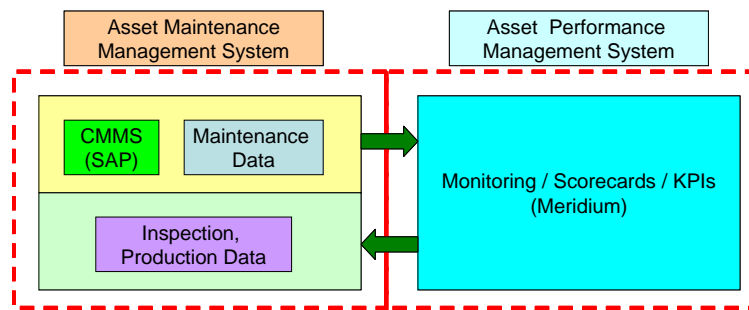 Asset Maintenance
Management System
Asset Performance
Management System
CMMS
(SAP)
Maintenance
Data
Inspection,
Production Data
Monitoring / Scorecards / KPIs
(Meridium)